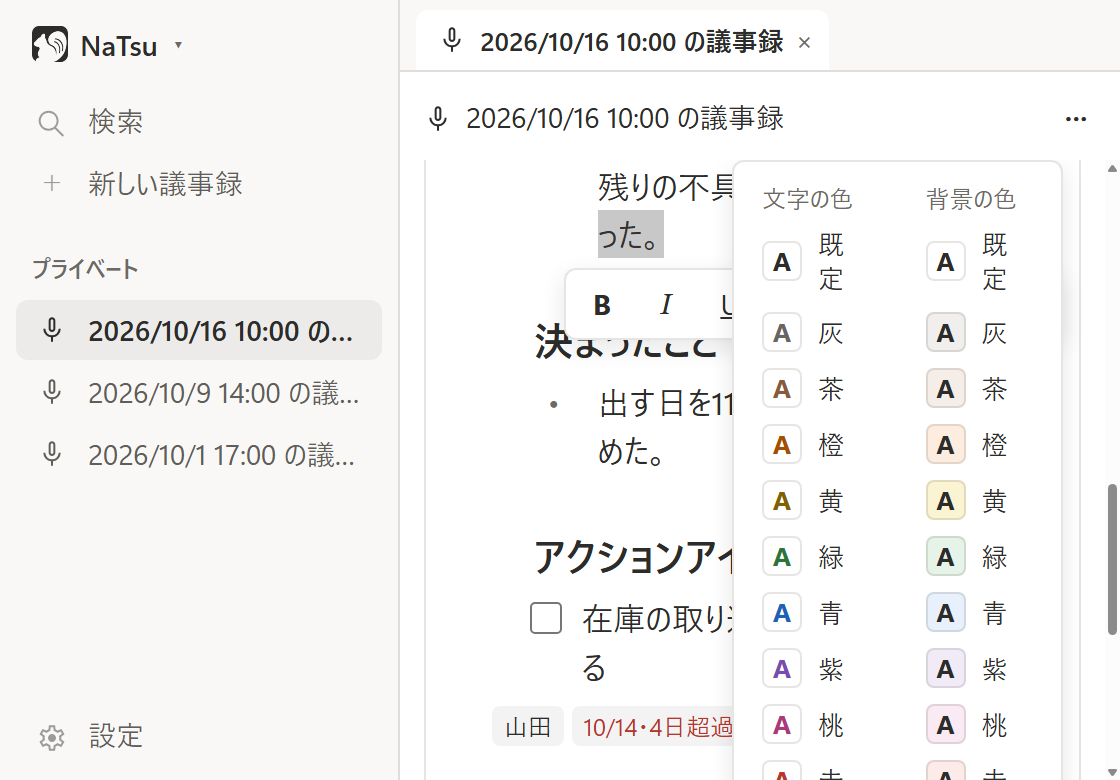 NaTsu
検索
新しい議事録
プライベート
2026/10/16 10:00 の...
2026/10/9 14:00 の議...
2026/10/1 17:00 の議...
設定
2026/10/16 10:00 の議事録 ×
2026/10/16 10:00 の議事録
...
残りの不具
った。
B I U
決まったこと
出す日を11
めた。
アクションアイ
在庫の取り
る
山田 10/14・4日超過
文字の色 背景の色
A 既定 A 既定
A 灰 A 灰
A 茶 A 茶
A 橙 A 橙
A 黄 A 黄
A 緑 A 緑
A 青 A 青
A 紫 A 紫
A 桃 A 桃
A A